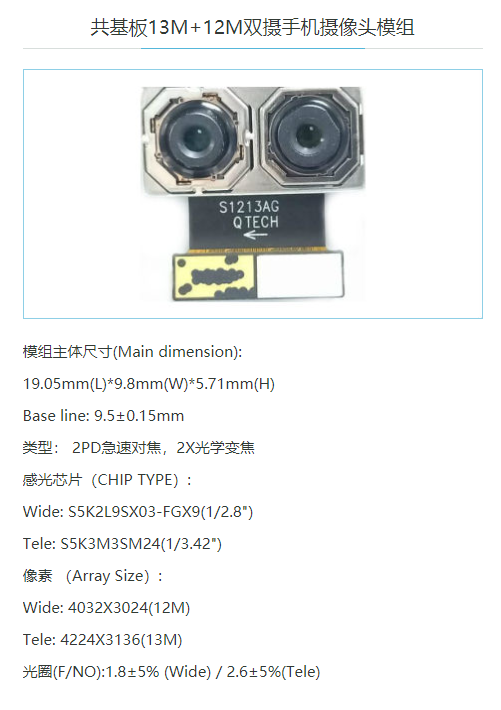 共基板13M+12M双摄手机摄像头模组
S1213AG
QTECH
模组主体尺寸(Main dimension):
19.05mm(L)*9.8mm(W)*5.71mm(H)
Base line: 9.5±0.15mm
类型： 2PD急速对焦，2X光学变焦
感光芯片（CHIP TYPE）:
Wide: S5K2L9SX03-FGX9(1/2.8")
Tele: S5K3M3SM24(1/3.42")
像素 （Array Size）:
Wide: 4032X3024(12M)
Tele: 4224X3136(13M)
光圈(F/NO):1.8±5% (Wide) / 2.6±5%(Tele)